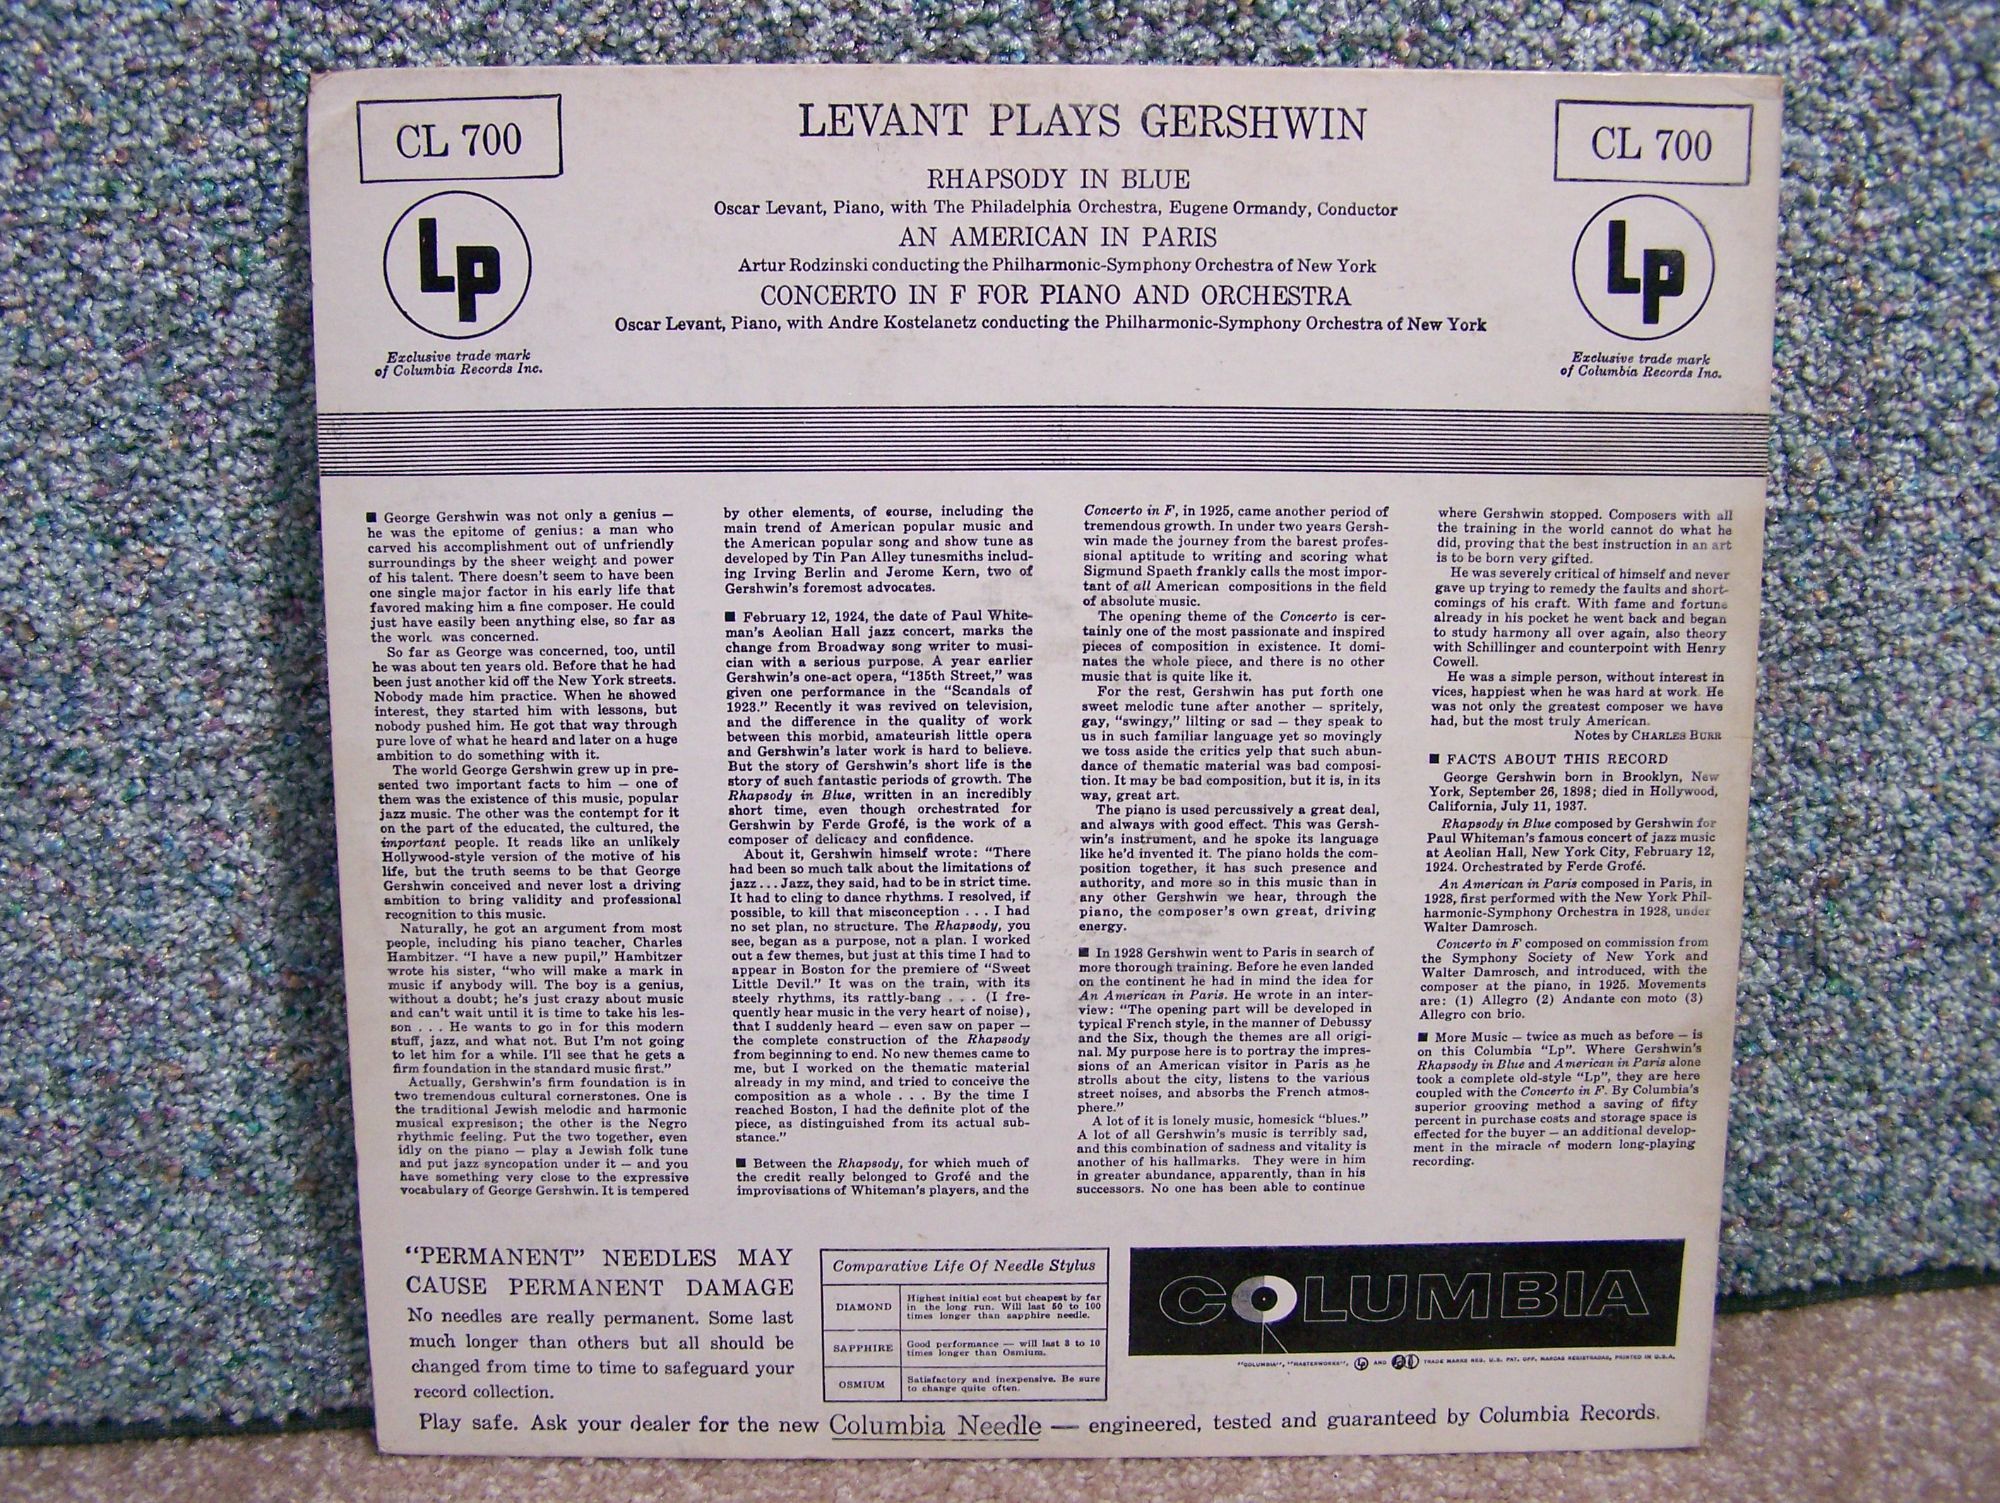 CL 700
LEVANT PLAYS GERSHWIN
CL 700
RHAPSODY IN BLUE
Oscar Levant, Piano, with The Philadelphia Orchestra, Eugene Ormandy, Conductor
AN AMERICAN IN PARIS
Artur Rodzinski conducting the Philharmonic-Symphony Orchestra of New York
CONCERTO IN F FOR PIANO AND ORCHESTRA
Oscar Levant, Piano, with Andre Kostelanetz conducting the Philharmonic-Symphony Orchestra of New York
Lp
Exclusive trade mark
of Columbia Records Inc.
Lp
Exclusive trade mark
of Columbia Records Inc.
■ George Gershwin was not only a genius —
he was the epitome of genius: a man who
carved his accomplishment out of unfriendly
surroundings by the sheer weight and power
of his talent. There doesn't seem to have been
one single major factor in his early life that
favored making him a fine composer. He could
just have easily been anything else, so far as
the work was concerned.
So far as George was concerned, too, until
he was about ten years old. Before that he had
been just another kid off the New York streets.
Nobody made him practice. When he showed
interest, they started him with lessons, but
nobody pushed him. He got that way through
pure love of what he heard and later on a huge
ambition to do something with it.
The world George Gershwin grew up in pre-
sented two important facts to him — one of
them was the existence of this music, popular
jazz music. The other was the contempt for it
on the part of the educated, the cultured, the
important people. It reads like an unlikely
Hollywood-style version of the motive of his
life, but the truth seems to be that George
Gershwin conceived and never lost a driving
ambition to bring validity and professional
recognition to this music.
Naturally, he got an argument from most
people, including his piano teacher, Charles
Hambitzer. "I have a new pupil," Hambitzer
wrote his sister, "who will make a mark in
music if anybody will. The boy is a genius,
without a doubt; he's just crazy about music
and can't wait until it is time to take his les-
son . . . He wants to go in for this modern
stuff, jazz, and what not. But I'm not going
to let him for a while. I'll see that he gets a
firm foundation in the standard music first."
Actually, Gershwin's firm foundation is in
two tremendous cultural cornerstones. One is
the traditional Jewish melodic and harmonic
musical expresison; the other is the Negro
rhythmic feeling. Put the two together, even
idly on the piano — play a Jewish folk tune
and put jazz syncopation under it — and you
have something very close to the expressive
vocabulary of George Gershwin. It is tempered
by other elements, of course, including the
main trend of American popular music and
the American popular song and show tune as
developed by Tin Pan Alley tunesmiths includ-
ing Irving Berlin and Jerome Kern, two of
Gershwin's foremost advocates.
■ February 12, 1924, the date of Paul White-
man's Aeolian Hall jazz concert, marks the
change from Broadway song writer to musi-
cian with a serious purpose. A year earlier
Gershwin's one-act opera, "135th Street," was
given one performance in the "Scandals of
1923." Recently it was revived on television,
and the difference in the quality of work
between this morbid, amateurish little opera
and Gershwin's later work is hard to believe.
But the story of Gershwin's short life is the
story of such fantastic periods of growth. The
Rhapsody in Blue, written in an incredibly
short time, even though orchestrated for
Gershwin by Ferde Grofé, is the work of a
composer of delicacy and confidence.
About it, Gershwin himself wrote: "There
had been so much talk about the limitations of
jazz . . . Jazz, they said, had to be in strict time.
It had to cling to dance rhythms. I resolved, if
possible, to kill that misconception . . . I had
no set plan, no structure. The Rhapsody, you
see, began as a purpose, not a plan. I worked
out a few themes, but just at this time I had to
appear in Boston for the premiere of "Sweet
Little Devil." It was on the train, with its
steely rhythms, its rattly-bang . . . (I fre-
quently hear music in the very heart of noise),
that I suddenly heard — even saw on paper —
the complete construction of the Rhapsody
from beginning to end. No new themes came to
me, but I worked on the thematic material
already in my mind, and tried to conceive the
composition as a whole . . . By the time I
reached Boston, I had the definite plot of the
piece, as distinguished from its actual sub-
stance."
■ Between the Rhapsody, for which much of
the credit really belonged to Grofé and the
improvisations of Whiteman's players, and the
Concerto in F, in 1925, came another period of
tremendous growth. In under two years Gersh-
win made the journey from the barest profes-
sional aptitude to writing and scoring what
Sigmund Spaeth frankly calls the most impor-
tant of all American compositions in the field
of absolute music.
The opening theme of the Concerto is cer-
tainly one of the most passionate and inspired
pieces of composition in existence. It domi-
nates the whole piece, and there is no other
music that is quite like it.
For the rest, Gershwin has put forth one
sweet melodic tune after another — spritely,
gay, "swingy," lilting or sad — they speak to
us in such familiar language yet so movingly
we toss aside the critics yelp that such abun-
dance of thematic material was bad composi-
tion. It may be bad composition, but it is, in its
way, great art.
The piano is used percussively a great deal,
and always with good effect. This was Gersh-
win's instrument, and he spoke its language
like he'd invented it. The piano holds the com-
position together, it has such presence and
authority, and more so in this music than in
any other Gershwin we hear, through the
piano, the composer's own great, driving
energy.
■ In 1928 Gershwin went to Paris in search of
more thorough training. Before he even landed
on the continent he had in mind the idea for
An American in Paris. He wrote in an inter-
view: "The opening part will be developed in
typical French style, in the manner of Debussy
and the Six, though the themes are all origi-
nal. My purpose here is to portray the impres-
sions of an American visitor in Paris as he
strolls about the city, listens to the various
street noises, and absorbs the French atmos-
phere."
A lot of it is lonely music, homesick "blues."
A lot of all Gershwin's music is terribly sad,
and this combination of sadness and vitality is
another of his hallmarks. They were in him
in greater abundance, apparently, than in his
successors. No one has been able to continue
where Gershwin stopped. Composers with all
the training in the world cannot do what he
did, proving that the best instruction in an art
is to be born very gifted.
He was severely critical of himself and never
gave up trying to remedy the faults and short-
comings of his craft. With fame and fortune
already in his pocket he went back and began
to study harmony all over again, also theory
with Schillinger and counterpoint with Henry
Cowell.
He was a simple person, without interest in
vices, happiest when he was hard at work. He
was not only the greatest composer we have
had, but the most truly American.
Notes by CHARLES BURR
■ FACTS ABOUT THIS RECORD
George Gershwin born in Brooklyn, New
York, September 26, 1898; died in Hollywood,
California, July 11, 1937.
Rhapsody in Blue composed by Gershwin for
Paul Whiteman's famous concert of jazz music
at Aeolian Hall, New York City, February 12,
1924. Orchestrated by Ferde Grofé.
An American in Paris composed in Paris, in
1928, first performed with the New York Phil-
harmonic-Symphony Orchestra in 1928, under
Walter Damrosch.
Concerto in F composed on commission from
the Symphony Society of New York and
Walter Damrosch, and introduced, with the
composer at the piano, in 1925. Movements
are: (1) Allegro (2) Andante con moto (3)
Allegro con brio.
■ More Music — twice as much as before — is
on this Columbia "Lp". Where Gershwin's
Rhapsody in Blue and American in Paris alone
took a complete old-style "Lp", they are here
coupled with the Concerto in F. By Columbia's
superior grooving method a saving of fifty
percent in purchase costs and storage space is
effected for the buyer — an additional develop-
ment in the miracle of modern long-playing
recording.
"PERMANENT" NEEDLES MAY
CAUSE PERMANENT DAMAGE
No needles are really permanent. Some last
much longer than others but all should be
changed from time to time to safeguard your
record collection.
Comparative Life Of Needle Stylus
DIAMOND
Highest initial cost but cheapest by far
in the long run. Will last 50 to 100
times longer than sapphire needle.
SAPPHIRE
Good performance — will last 8 to 10
times longer than Osmium.
OSMIUM
Satisfactory and inexpensive. Be sure
to change quite often.
COLUMBIA
"COLUMBIA", "MASTERWORKS", Lp AND TRADE MARKS REG. U.S. PAT. OFF. MARCAS REGISTRADAS, PRINTED IN U.S.A.
Play safe. Ask your dealer for the new Columbia Needle — engineered, tested and guaranteed by Columbia Records.